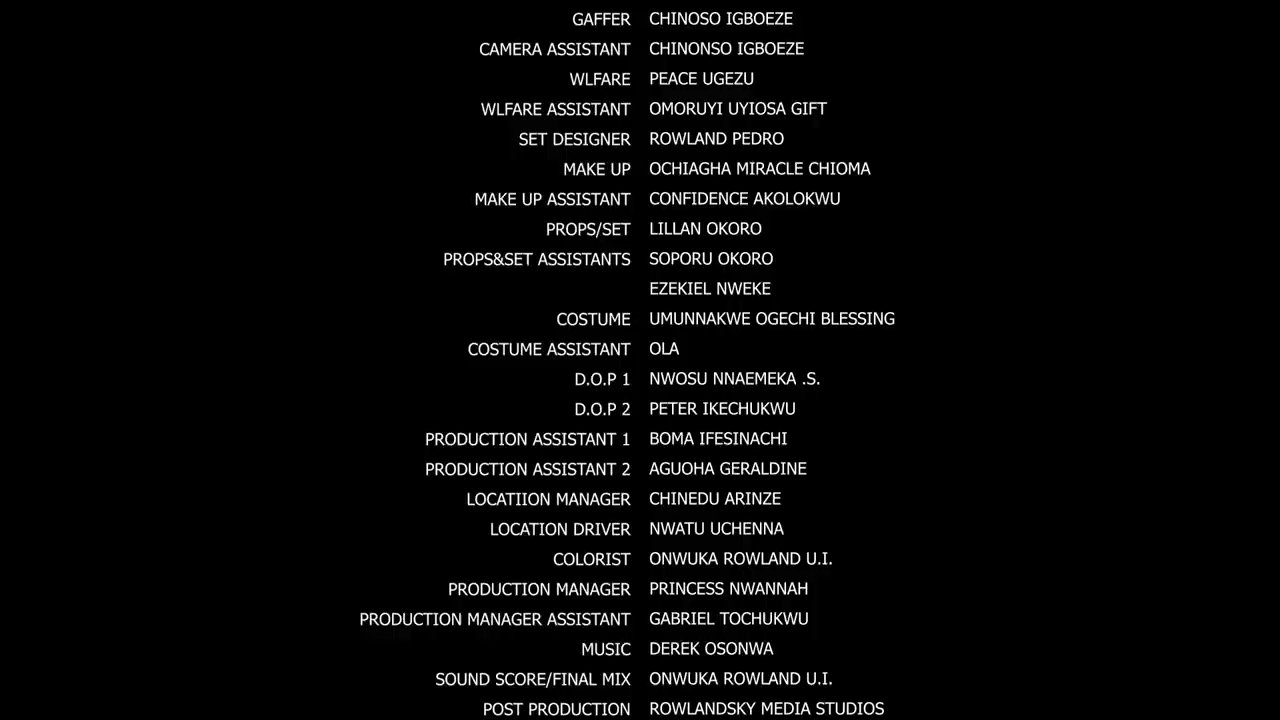 GAFFER CHINOSO IGBOEZE
CAMERA ASSISTANT CHINONSO IGBOEZE
WLFARE PEACE UGEZU
WLFARE ASSISTANT OMORUYI UYIOSA GIFT
SET DESIGNER ROWLAND PEDRO
MAKE UP OCHIAGHA MIRACLE CHIOMA
MAKE UP ASSISTANT CONFIDENCE AKOLOKWU
PROPS/SET LILLAN OKORO
PROPS&SET ASSISTANTS SOPORU OKORO
EZEKIEL NWEKE
COSTUME UMUNNAKWE OGECHI BLESSING
COSTUME ASSISTANT OLA
D.O.P 1 NWOSU NNAEMEKA .S.
D.O.P 2 PETER IKECHUKWU
PRODUCTION ASSISTANT 1 BOMA IFESINACHI
PRODUCTION ASSISTANT 2 AGUOHA GERALDINE
LOCATIION MANAGER CHINEDU ARINZE
LOCATION DRIVER NWATU UCHENNA
COLORIST ONWUKA ROWLAND U.I.
PRODUCTION MANAGER PRINCESS NWANNAH
PRODUCTION MANAGER ASSISTANT GABRIEL TOCHUKWU
MUSIC DEREK OSONWA
SOUND SCORE/FINAL MIX ONWUKA ROWLAND U.I.
POST PRODUCTION ROWLANDSKY MEDIA STUDIOS